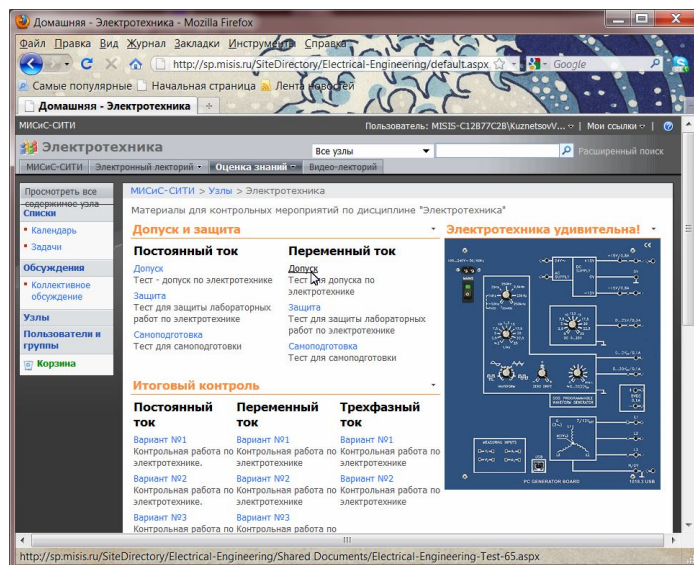 Домашняя - Электротехника - Mozilla Firefox
Файл Правка Вид Журнал Закладки Инструменты Справка
http://sp.misis.ru/SiteDirectory/Electrical-Engineering/default.aspx Google
Самые популярные Начальная страница Лента новостей
Домашняя - Электротехника
МИСиС-СИТИ Пользователь: MISIS-C12B77C2B\KuznetsovV... Мои ссылки
Электротехника Все узлы Расширенный поиск
МИСиС-СИТИ Электронный лекторий Оценка знаний Видео-лекторий
Просмотреть все содержимое узла
Списки
Календарь
Задачи
Обсуждения
Коллективное обсуждение
Узлы
Пользователи и группы
Корзина
МИСиС-СИТИ > Узлы > Электротехника
Материалы для контрольных мероприятий по дисциплине "Электротехника"
Допуск и защита
Постоянный ток
Допуск
Тест - допуск по электротехнике
Защита
Тест для защиты лабораторных
работ по электротехнике
Самоподготовка
Тест для самоподготовки
Переменный ток
Допуск
Тест для допуска по
электротехнике
Защита
Тест для защиты лабораторных
работ по электротехнике
Самоподготовка
Тест для самоподготовки
Итоговый контроль
Постоянный
ток
Вариант №1
Контрольная работа по
электротехнике.
Вариант №2
Контрольная работа по
электротехнике.
Вариант №3
Контрольная работа по
Переменный
ток
Вариант №1
Контрольная работа по
электротехнике
Вариант №2
Контрольная работа по
электротехнике
Вариант №3
Контрольная работа по
Трехфазный
ток
Вариант №1
Контрольная работа по
электротехнике
Вариант №2
Контрольная работа по
электротехнике
Электротехника удивительна!
MEASURING INPUTS
USB
PC GENERATOR BOARD
http://sp.misis.ru/SiteDirectory/Electrical-Engineering/Shared Documents/Electrical-Engineering-Test-65.aspx